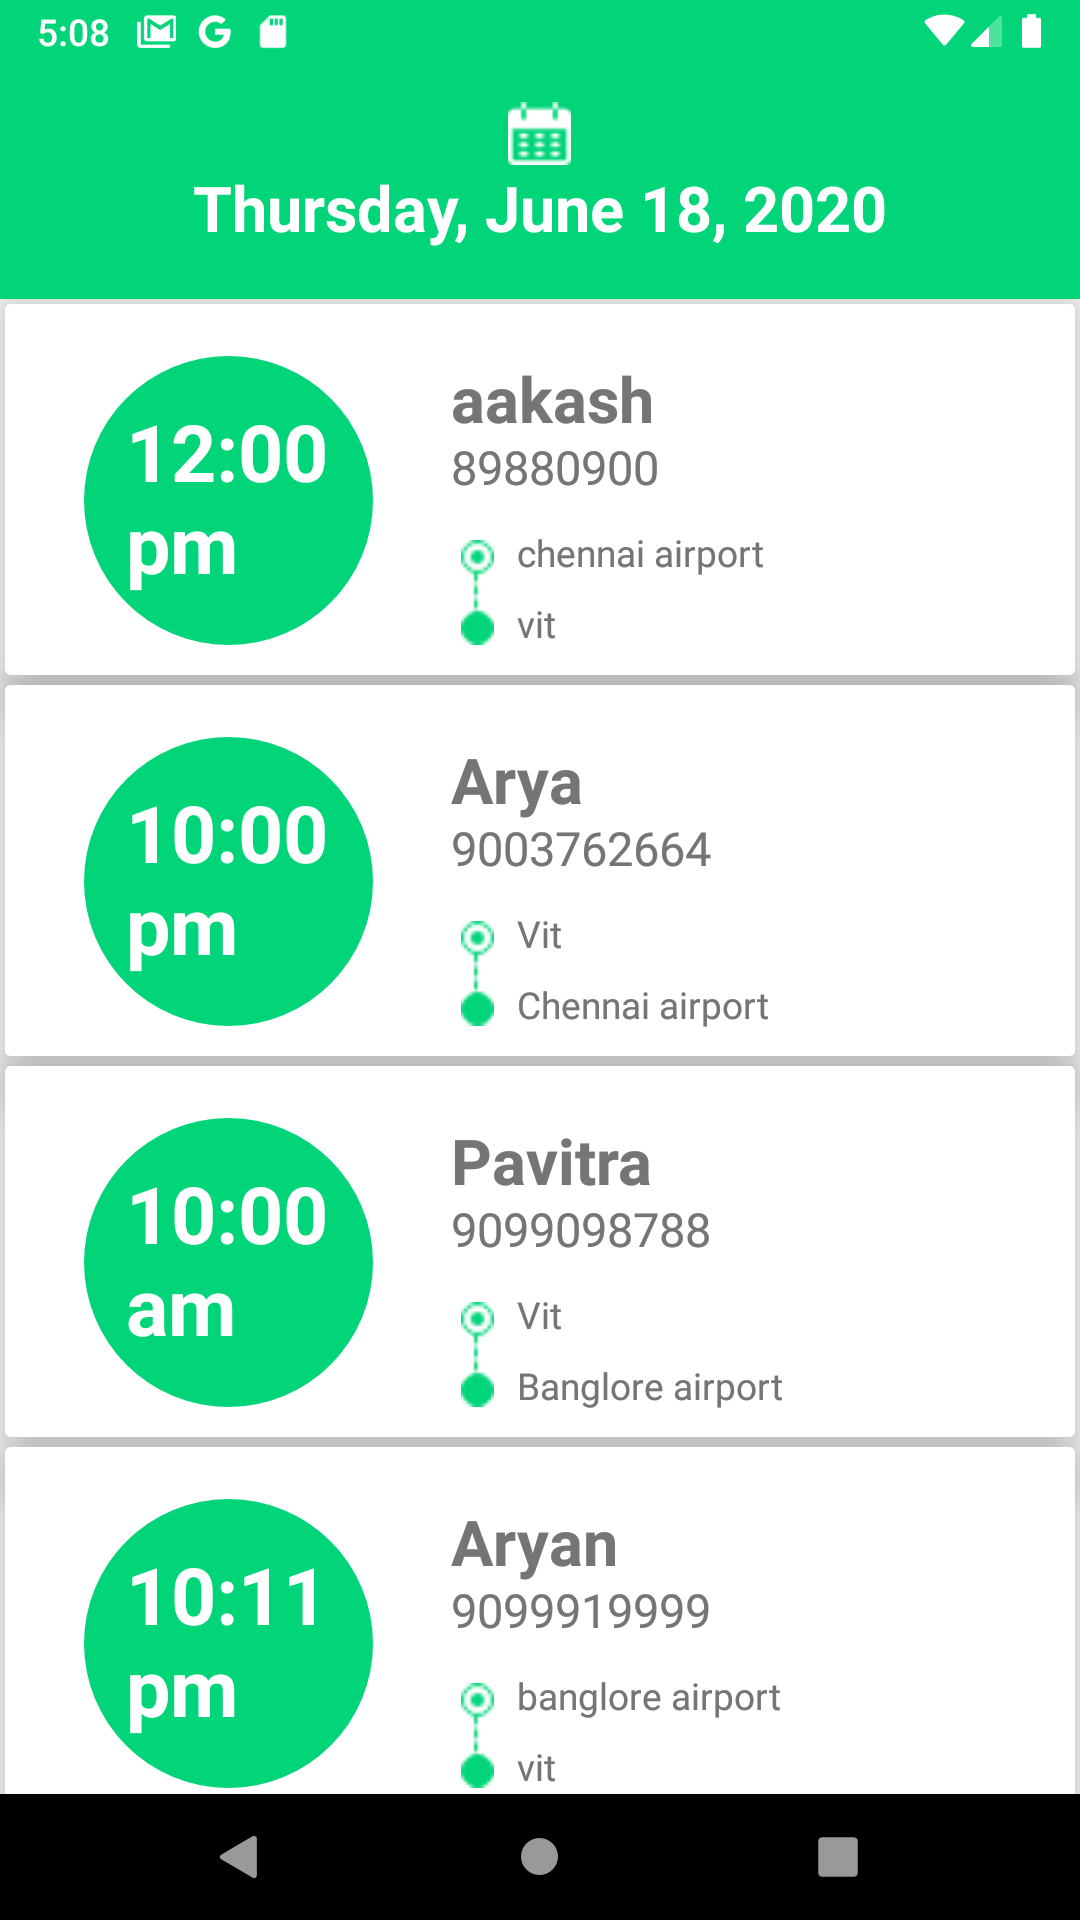 5:08
Thursday, June 18, 2020
12:00
pm
aakash
89880900
chennai airport
vit
10:00
pm
Arya
9003762664
Vit
Chennai airport
10:00
am
Pavitra
9099098788
Vit
Banglore airport
10:11
pm
Aryan
9099919999
banglore airport
vit